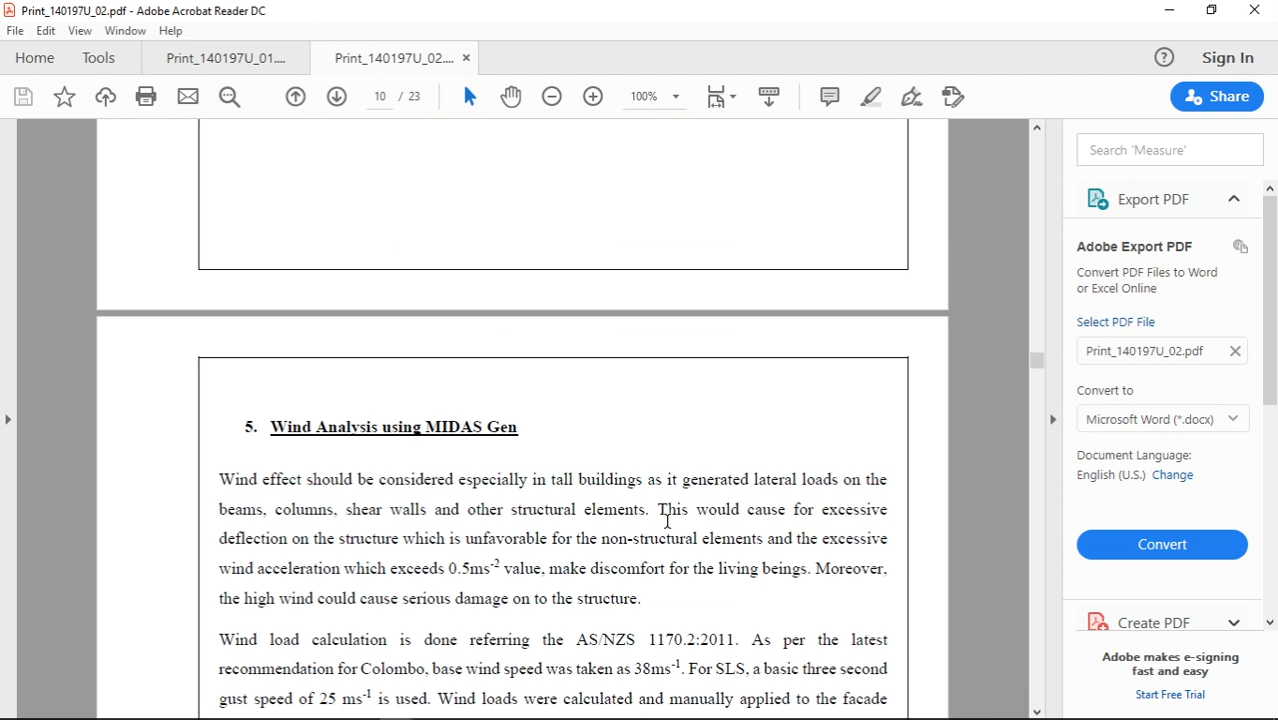 Print_140197U_02.pdf - Adobe Acrobat Reader DC
File Edit View Window Help
Home Tools Print_140197U_01.... Print_140197U_02.... ×
Sign In
10 / 23 100% Share
Search 'Measure'
Export PDF
Adobe Export PDF
Convert PDF Files to Word
or Excel Online
Select PDF File
Print_140197U_02.pdf
Convert to
Microsoft Word (*.docx)
Document Language:
English (U.S.) Change
Convert
Create PDF
Adobe makes e-signing
fast and easy
Start Free Trial
5. Wind Analysis using MIDAS Gen
Wind effect should be considered especially in tall buildings as it generated lateral loads on the
beams, columns, shear walls and other structural elements. This would cause for excessive
deflection on the structure which is unfavorable for the non-structural elements and the excessive
wind acceleration which exceeds 0.5ms⁻² value, make discomfort for the living beings. Moreover,
the high wind could cause serious damage on to the structure.
Wind load calculation is done referring the AS/NZS 1170.2:2011. As per the latest
recommendation for Colombo, base wind speed was taken as 38ms⁻¹. For SLS, a basic three second
gust speed of 25 ms⁻¹ is used. Wind loads were calculated and manually applied to the facade